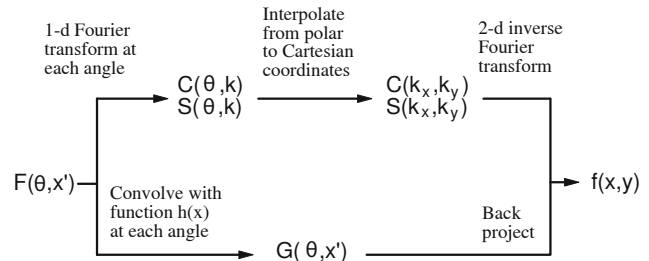 1-d Fourier
transform at
each angle
Interpolate
from polar
to Cartesian
coordinates
2-d inverse
Fourier
transform
C(θ,k)
S(θ,k)
C(kx,ky)
S(kx,ky)
F(θ,x')
f(x,y)
Convolve with
function h(x)
at each angle
G( θ,x')
Back
project